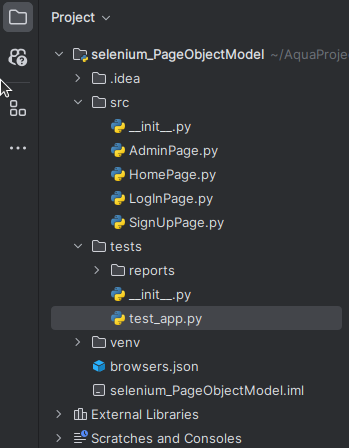 Project
selenium_PageObjectModel ~/AquaProje
.idea
src
__init__.py
AdminPage.py
HomePage.py
LogInPage.py
SignUpPage.py
tests
reports
__init__.py
test_app.py
venv
browsers.json
selenium_PageObjectModel.iml
External Libraries
Scratches and Consoles